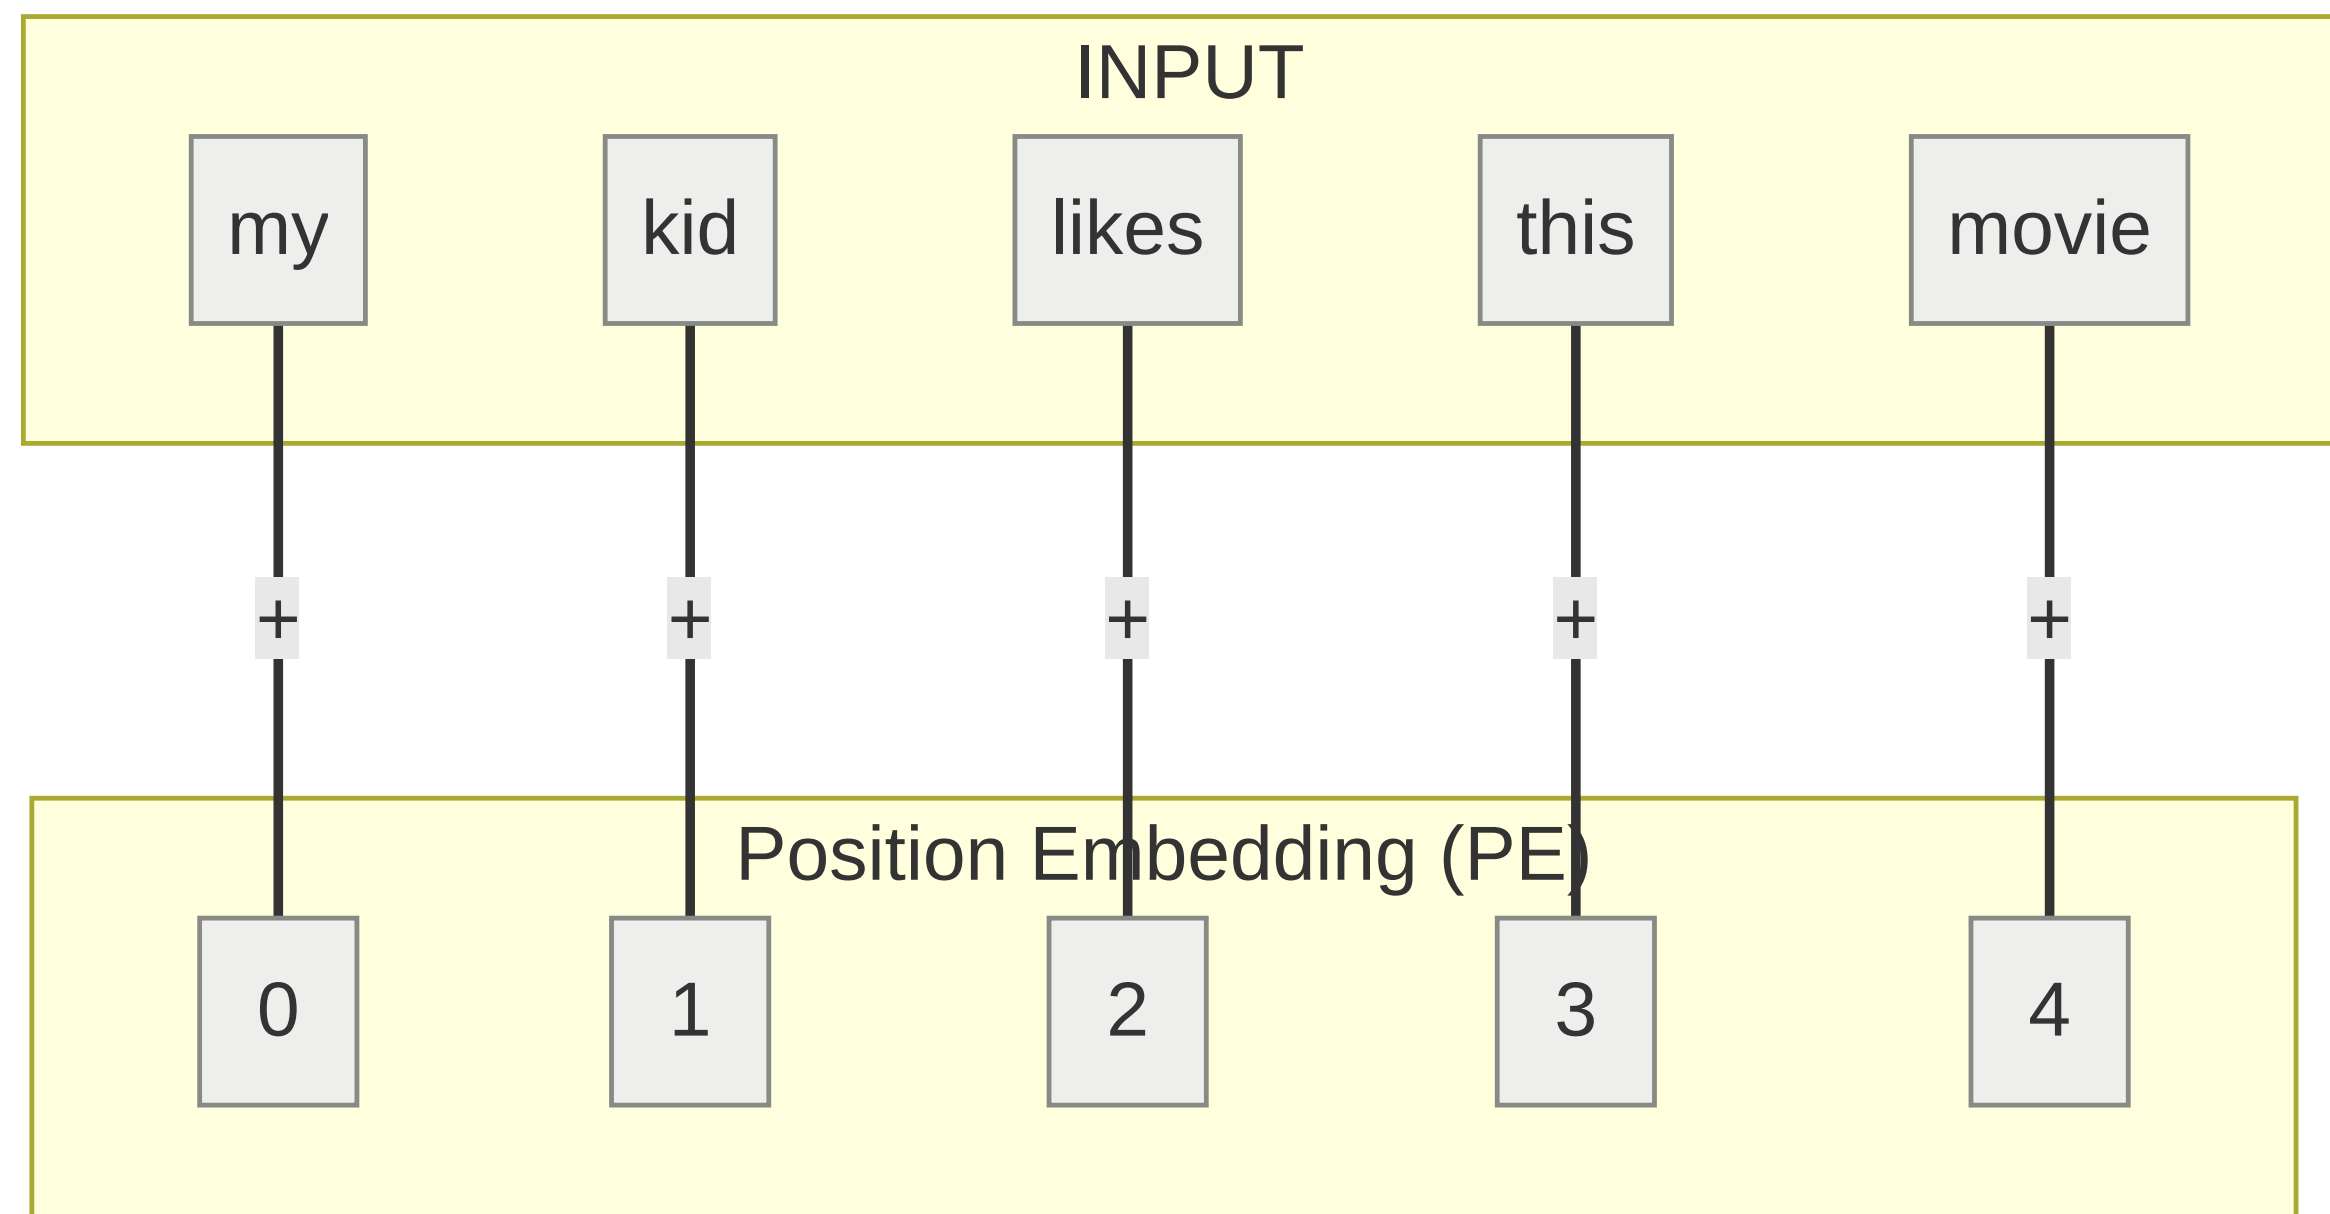 INPUT
my kid likes this movie
+ + + + +
Position Embedding (PE)
0 1 2 3 4